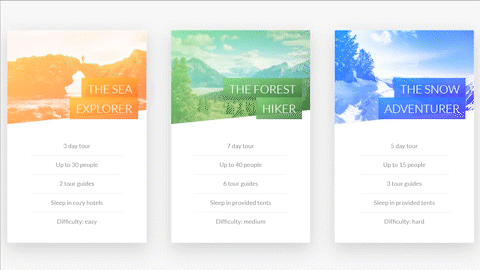 THE SEA
EXPLORER
3 day tour
Up to 30 people
2 tour guides
Sleep in cozy hotels
Difficulty: easy
THE FOREST
HIKER
7 day tour
Up to 40 people
6 tour guides
Sleep in provided tents
Difficulty: medium
THE SNOW
ADVENTURER
5 day tour
Up to 15 people
3 tour guides
Sleep in provided tents
Difficulty: hard